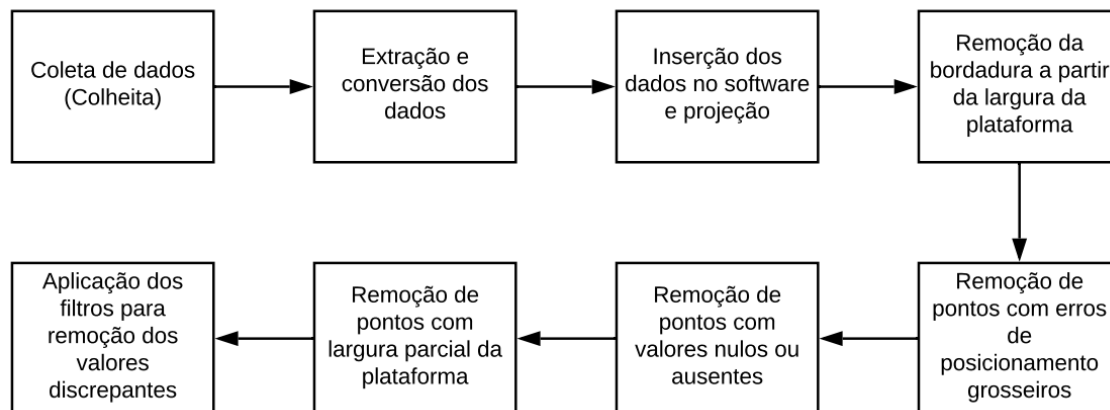 Coleta de dados
(Colheita)
Extração e
conversão dos
dados
Inserção dos
dados no software
e projeção
Remoção da
bordadura a partir
da largura da
plataforma
Remoção de
pontos com erros
de
posicionamento
grosseiros
Remoção de
pontos com
valores nulos ou
ausentes
Remoção de
pontos com
largura parcial da
plataforma
Aplicação dos
filtros para
remoção dos
valores
discrepantes